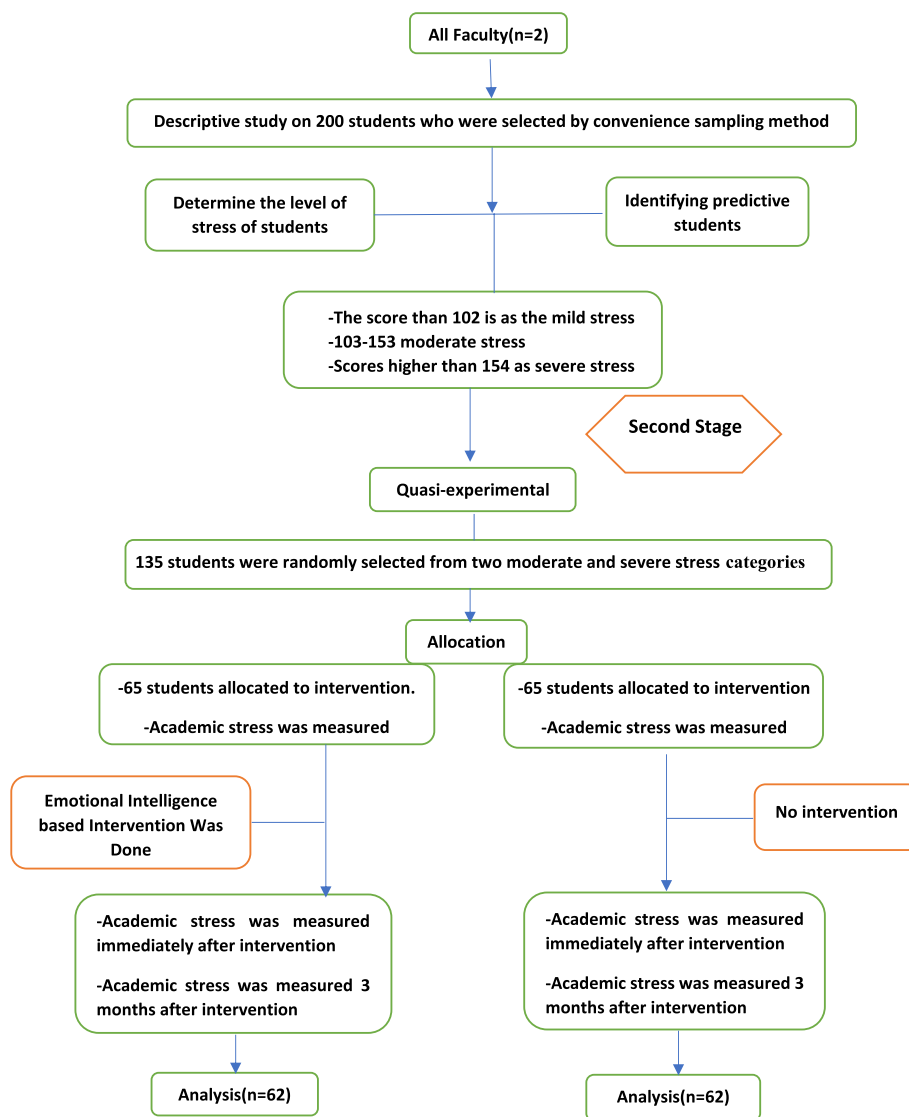 All Faculty(n=2)
Descriptive study on 200 students who were selected by convenience sampling method
Determine the level of
stress of students
Identifying predictive
students
-The score than 102 is as the mild stress
-103-153 moderate stress
-Scores higher than 154 as severe stress
Second Stage
Quasi-experimental
135 students were randomly selected from two moderate and severe stress categories
Allocation
-65 students allocated to intervention.
-Academic stress was measured
-65 students allocated to intervention
-Academic stress was measured
Emotional Intelligence
based Intervention Was
Done
No intervention
-Academic stress was measured
immediately after intervention
-Academic stress was measured 3
months after intervention
-Academic stress was measured
immediately after intervention
-Academic stress was measured 3
months after intervention
Analysis(n=62)
Analysis(n=62)